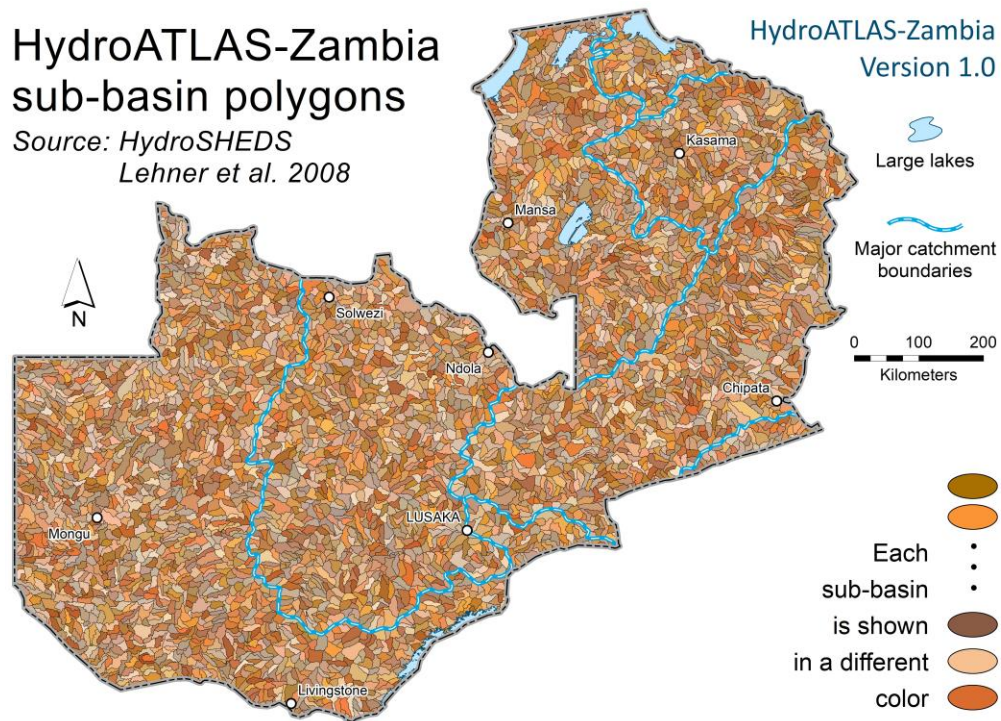 HydroATLAS-Zambia
sub-basin polygons
Source: HydroSHEDS
Lehner et al. 2008
HydroATLAS-Zambia
Version 1.0
Large lakes
Major catchment
boundaries
0 100 200
Kilometers
N
Kasama
Mansa
Solwezi
Ndola
Chipata
Mongu
LUSAKA
Livingstone
Each
sub-basin
is shown
in a different
color